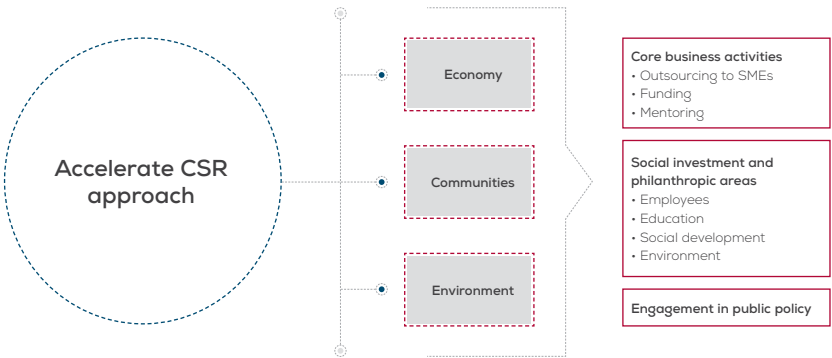 Accelerate CSR
approach
Economy
Communities
Environment
Core business activities
• Outsourcing to SMEs
• Funding
• Mentoring
Social investment and
philanthropic areas
• Employees
• Education
• Social development
• Environment
Engagement in public policy